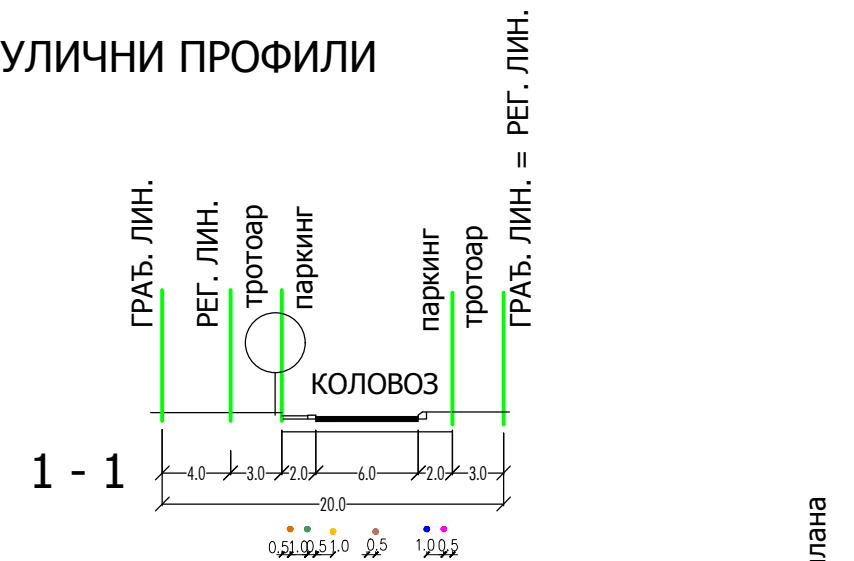 УЛИЧНИ ПРОФИЛИ
ГРАЂ. ЛИН.
РЕГ. ЛИН.
тротоар
паркинг
паркинг
тротоар
ГРАЂ. ЛИН. = РЕГ. ЛИН.
КОЛОВОЗ
1 - 1
4.0 3.0 2.0 6.0 2.0 3.0
20.0
0.5 1.0 0.5 1.0 0.5 1.0 0.5